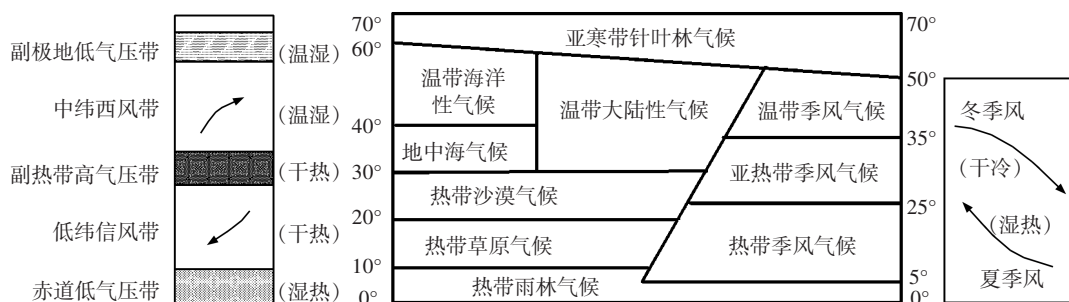 副极地低气压带
(温湿)
中纬西风带
(温湿)
副热带高气压带
(干热)
低纬信风带
(干热)
赤道低气压带
(湿热)
70°
60°
40°
30°
20°
10°
0°
亚寒带针叶林气候
温带海洋
性气候
温带大陆性气候
温带季风气候
地中海气候
亚热带季风气候
热带沙漠气候
热带草原气候
热带季风气候
热带雨林气候
70°
50°
35°
25°
5°
0°
冬季风
(干冷)
(湿热)
夏季风